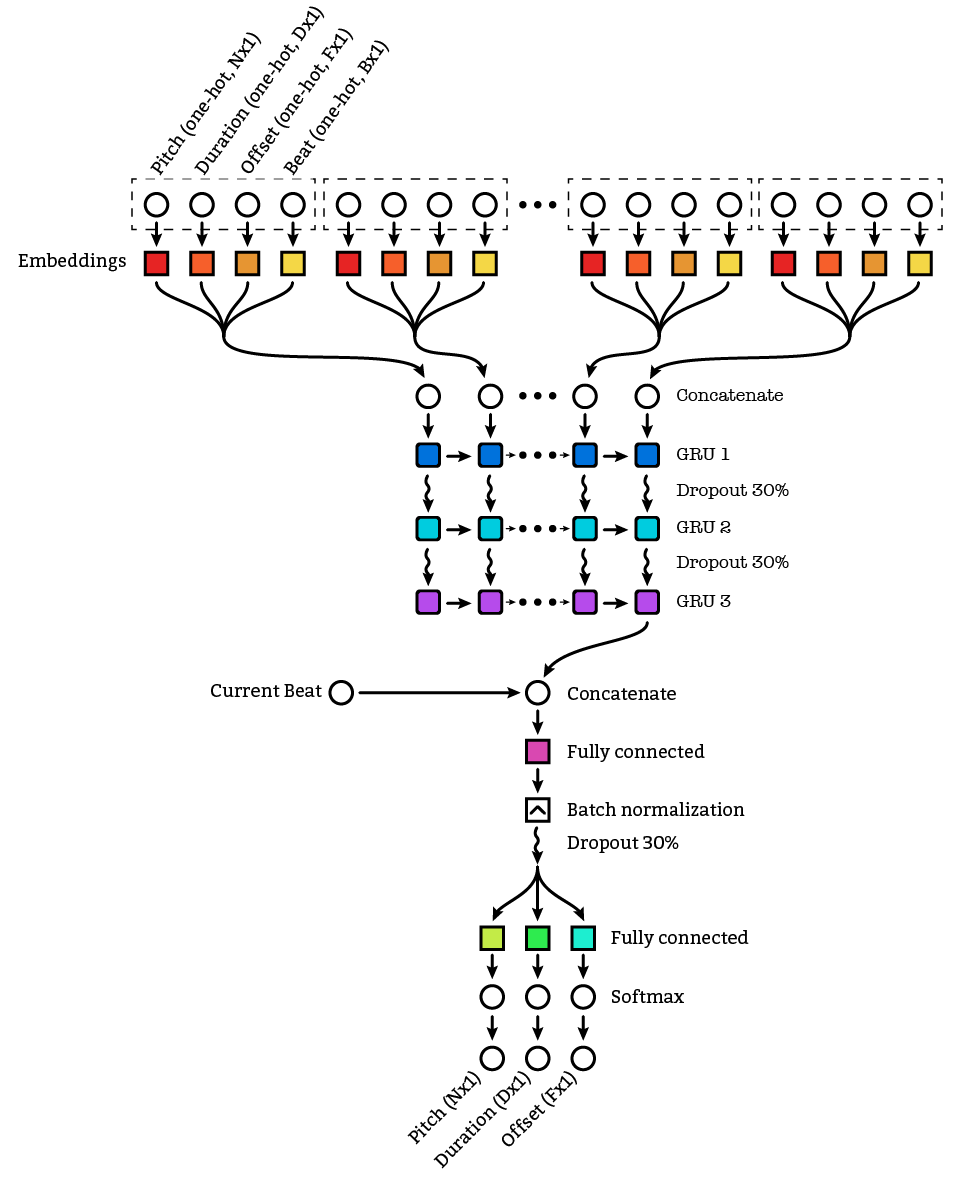 Pitch (one-hot, Nx1)
Duration (one-hot, Dx1)
Offset (one-hot, Fx1)
Beat (one-hot, Bx1)
Embeddings
Concatenate
GRU 1
Dropout 30%
GRU 2
Dropout 30%
GRU 3
Current Beat
Concatenate
Fully connected
Batch normalization
Dropout 30%
Fully connected
Softmax
Pitch (Nx1)
Duration (Dx1)
Offset (Fx1)